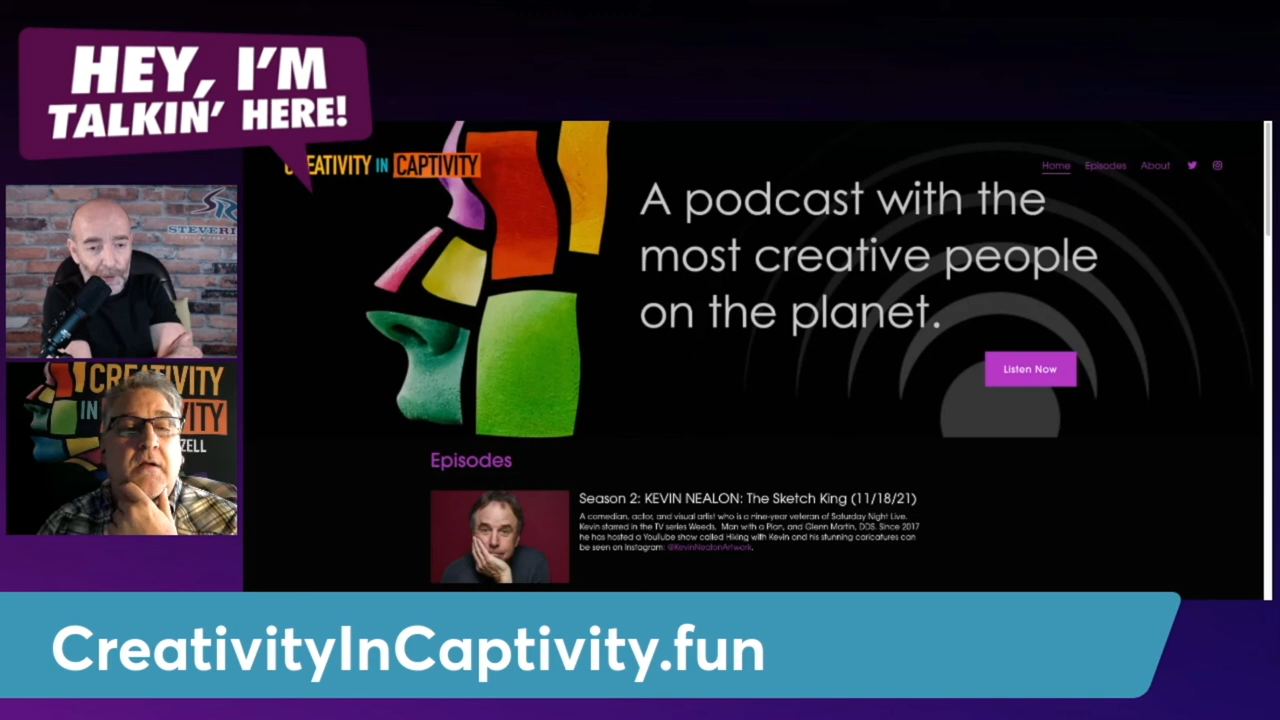 HEY, I'M
TALKIN' HERE!
CREATIVITY IN CAPTIVITY
Home Episodes About
A podcast with the
most creative people
on the planet.
Listen Now
STEVERI
CREATIVITY
IN
ZELL
Episodes
Season 2: KEVIN NEALON: The Sketch King (11/18/21)
A comedian, actor, and visual artist who is a nine-year veteran of Saturday Night Live.
Kevin starred in the TV series Weeds, Man with a Plan, and Glenn Martin, DDS. Since 2017
he has hosted a YouTube show called Hiking with Kevin and his stunning caricatures can
be seen on Instagram: @KevinNealonArtwork.
CreativityInCaptivity.fun